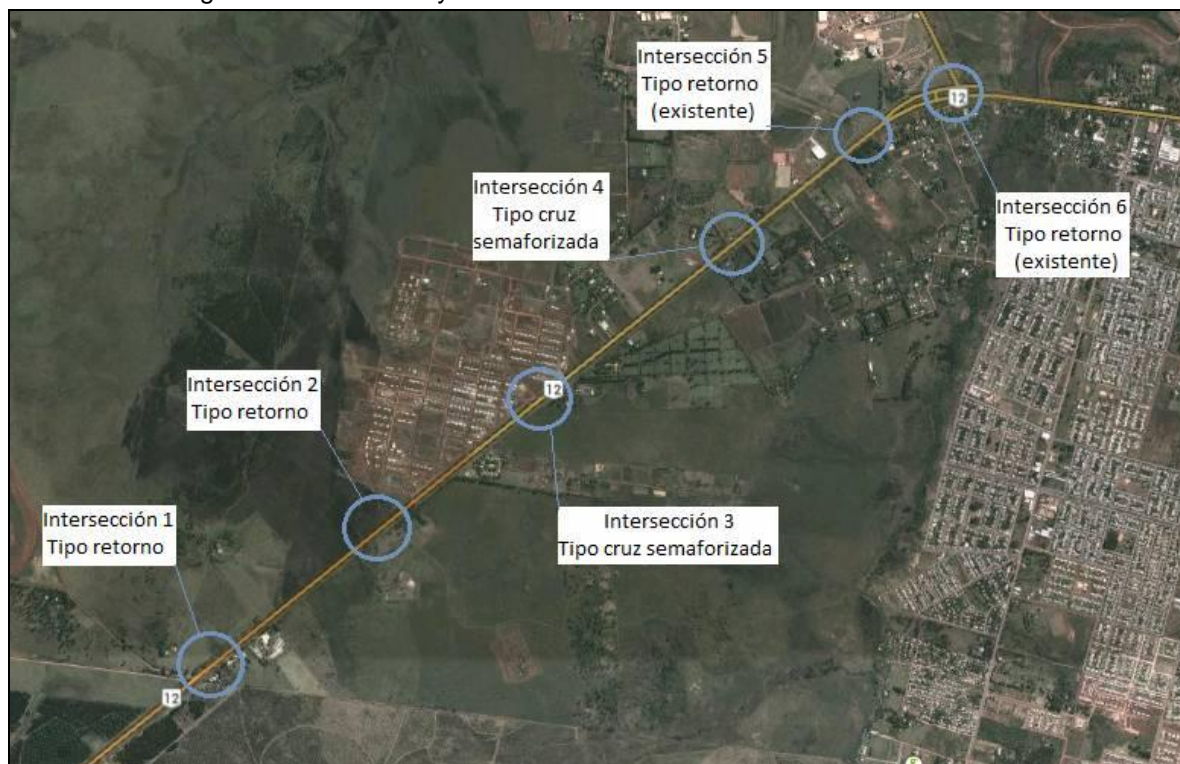 Intersección 5
Tipo retorno
(existente)
12
Intersección 4
Tipo cruz
semaforizada
Intersección 6
Tipo retorno
(existente)
Intersección 2
Tipo retorno
12
Intersección 1
Tipo retorno
Intersección 3
Tipo cruz semaforizada
12